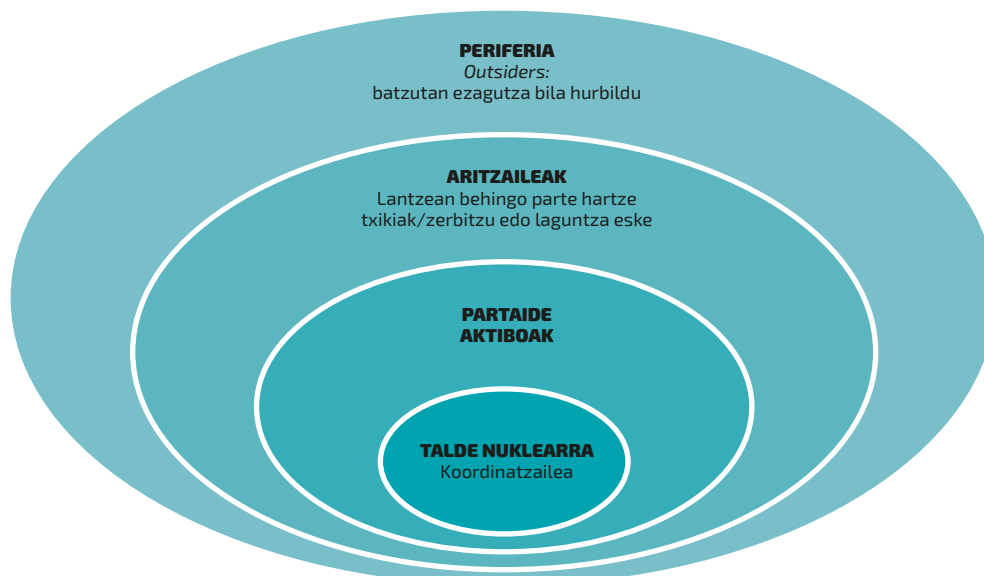 PERIFERIA
Outsiders:
batzutan ezagutza bila hurbildu
ARITZAILEAK
Lantzean behingo parte hartze
txikiak/zerbitzu edo laguntza eske
PARTAIDE
AKTIBOAK
TALDE NUKLEARRA
Koordinatzailea